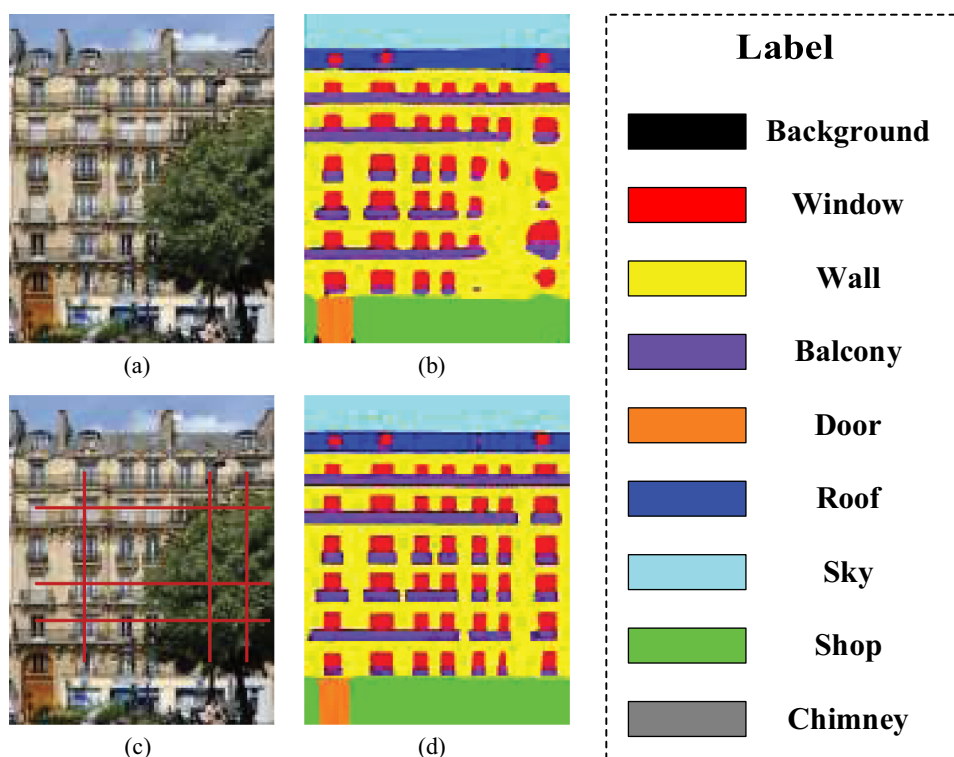 (a)
(b)
(c)
(d)
Label
Background
Window
Wall
Balcony
Door
Roof
Sky
Shop
Chimney